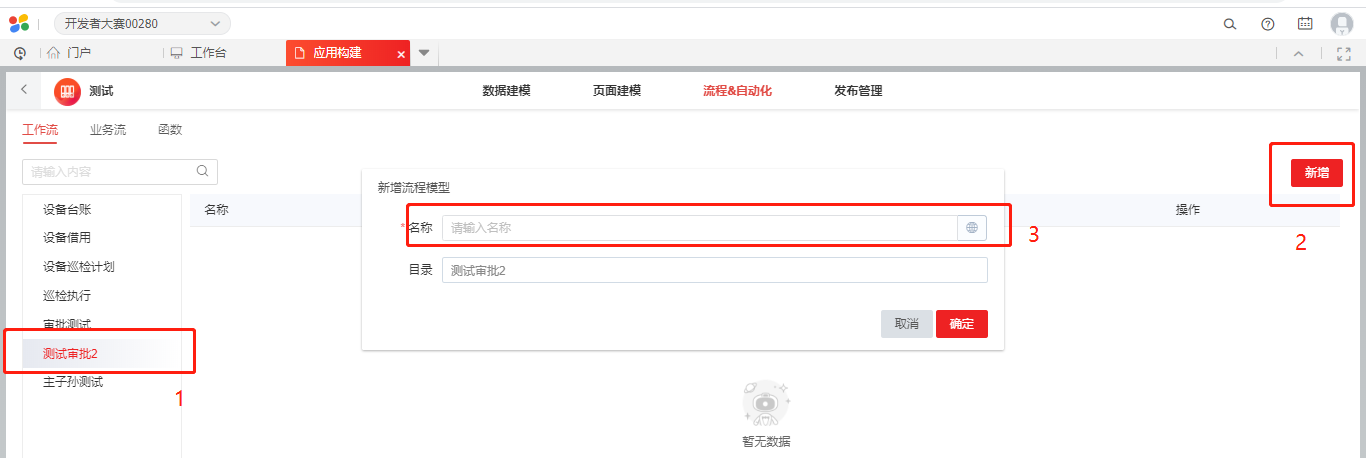 开发者大赛00280
门户
工作台
应用构建
测试
数据建模
页面建模
流程&自动化
发布管理
工作流
业务流
函数
请输入内容
新增
2
设备台账
设备借用
设备巡检计划
巡检执行
审批测试
测试审批2
主子孙测试
1
名称
操作
新增流程模型
*名称
请输入名称
3
目录
测试审批2
取消
确定
暂无数据